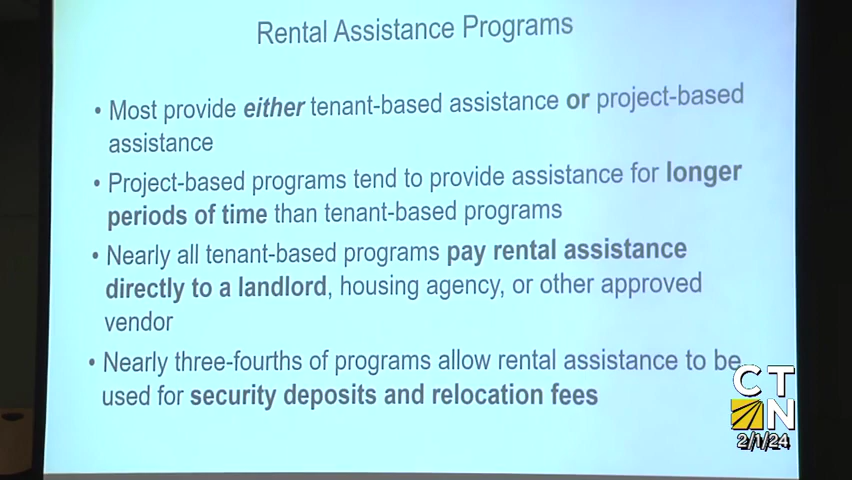 Rental Assistance Programs
• Most provide either tenant-based assistance or project-based
assistance
• Project-based programs tend to provide assistance for longer
periods of time than tenant-based programs
• Nearly all tenant-based programs pay rental assistance
directly to a landlord, housing agency, or other approved
vendor
• Nearly three-fourths of programs allow rental assistance to be
used for security deposits and relocation fees
CT
N
2/1/24